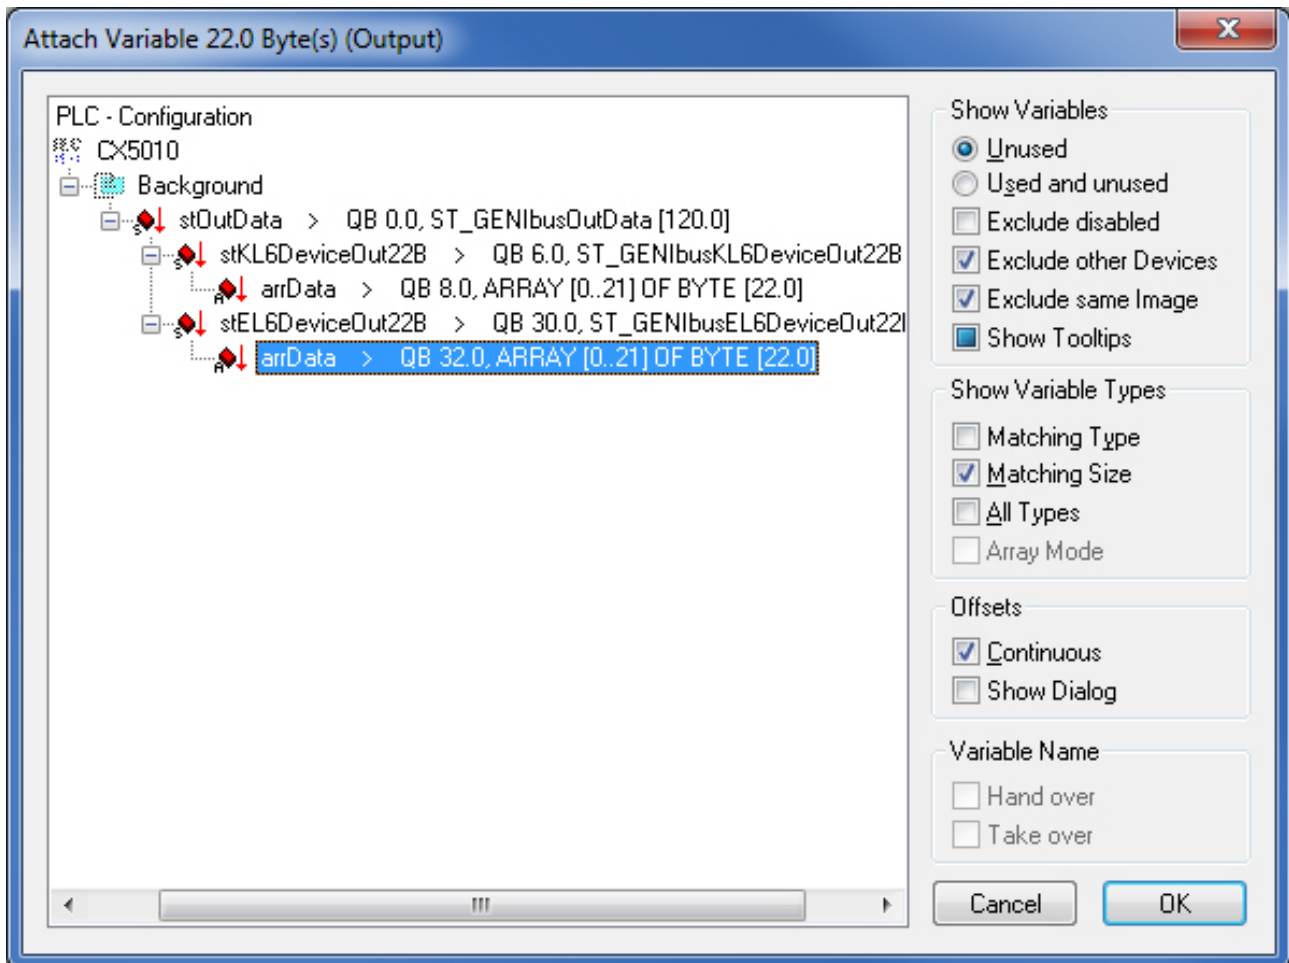 Attach Variable 22.0 Byte(s) (Output)
PLC - Configuration
CX5010
Background
stOutData > QB 0.0, ST_GENIbusOutData [120.0]
stKL6DeviceOut22B > QB 6.0, ST_GENIbusKL6DeviceOut22B
arrData > QB 8.0, ARRAY [0..21] OF BYTE [22.0]
stEL6DeviceOut22B > QB 30.0, ST_GENIbusEL6DeviceOut22
arrData > QB 32.0, ARRAY [0..21] OF BYTE [22.0]
Show Variables
Unused
Used and unused
Exclude disabled
Exclude other Devices
Exclude same Image
Show Tooltips
Show Variable Types
Matching Type
Matching Size
All Types
Array Mode
Offsets
Continuous
Show Dialog
Variable Name
Hand over
Take over
Cancel
OK